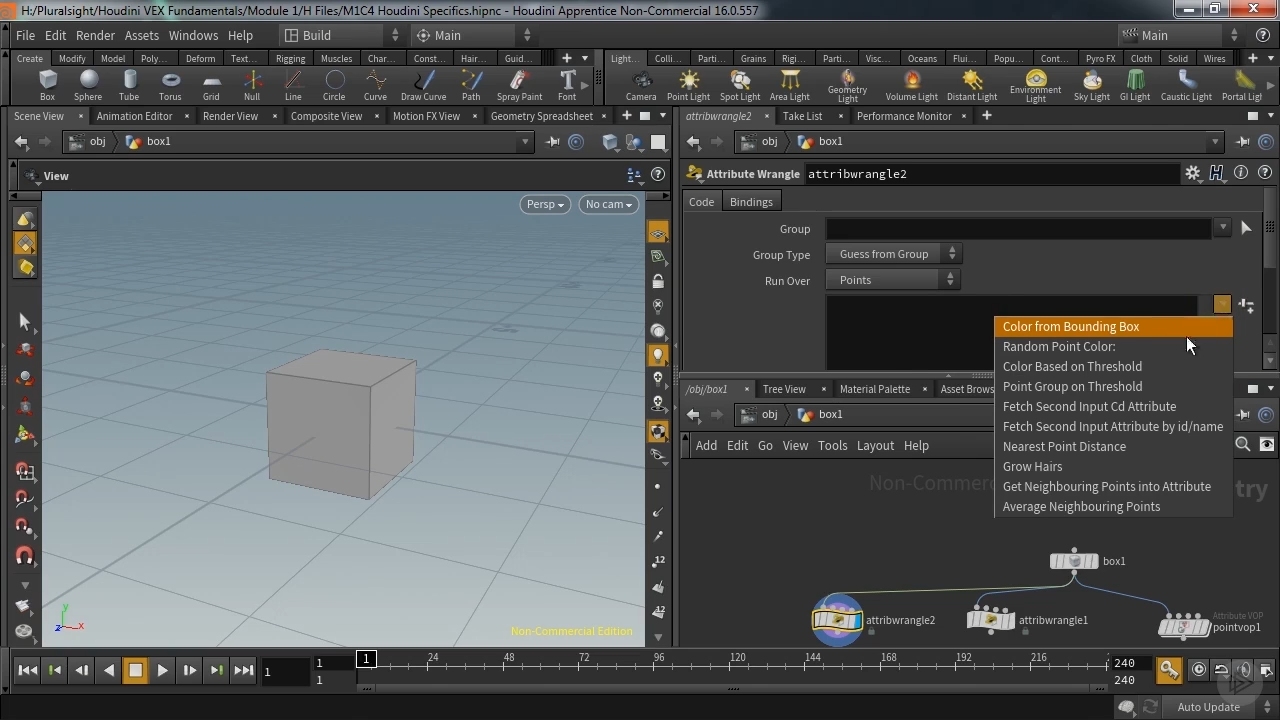 H:/Pluralsight/Houdini VEX Fundamentals/Module 1/H Files/M1C4 Houdini Specifics.hipnc - Houdini Apprentice Non-Commercial 16.0.557
File Edit Render Assets Windows Help Build Main Main
Create Modify Model Poly... Deform Text... Rigging Muscles Char... Const... Hair... Guid... Light... Colli... Parti... Grains Rigi... Parti... Visc... Oceans Flui... Popu... Cont... Pyro FX Cloth Solid Wires
Box Sphere Tube Torus Grid Null Line Circle Curve Draw Curve Path Spray Paint Font Camera Point Light Spot Light Area Light Geometry Light Volume Light Distant Light Environment Light Sky Light GI Light Caustic Light Portal Ligl
Scene View Animation Editor Render View Composite View Motion FX View Geometry Spreadsheet attribwrangle2 Take List Performance Monitor
obj box1 obj box1
View Attribute Wrangle attribwrangle2
Persp No cam Code Bindings
Group
Group Type Guess from Group
Run Over Points
Color from Bounding Box
Random Point Color:
Color Based on Threshold
Point Group on Threshold
Fetch Second Input Cd Attribute
Fetch Second Input Attribute by id/name
Nearest Point Distance
Grow Hairs
Get Neighbouring Points into Attribute
Average Neighbouring Points
/obj/box1 Tree View Material Palette Asset Brows
obj box1
Add Edit Go View Tools Layout Help
Non-Commerc try
box1
attribwrangle2 attribwrangle1 Attribute VOP
pointvop1
12
12
y
z x
Non-Commercial Edition
1 1 1 1 24 48 72 96 120 144 168 192 216 2 240
240
Auto Update